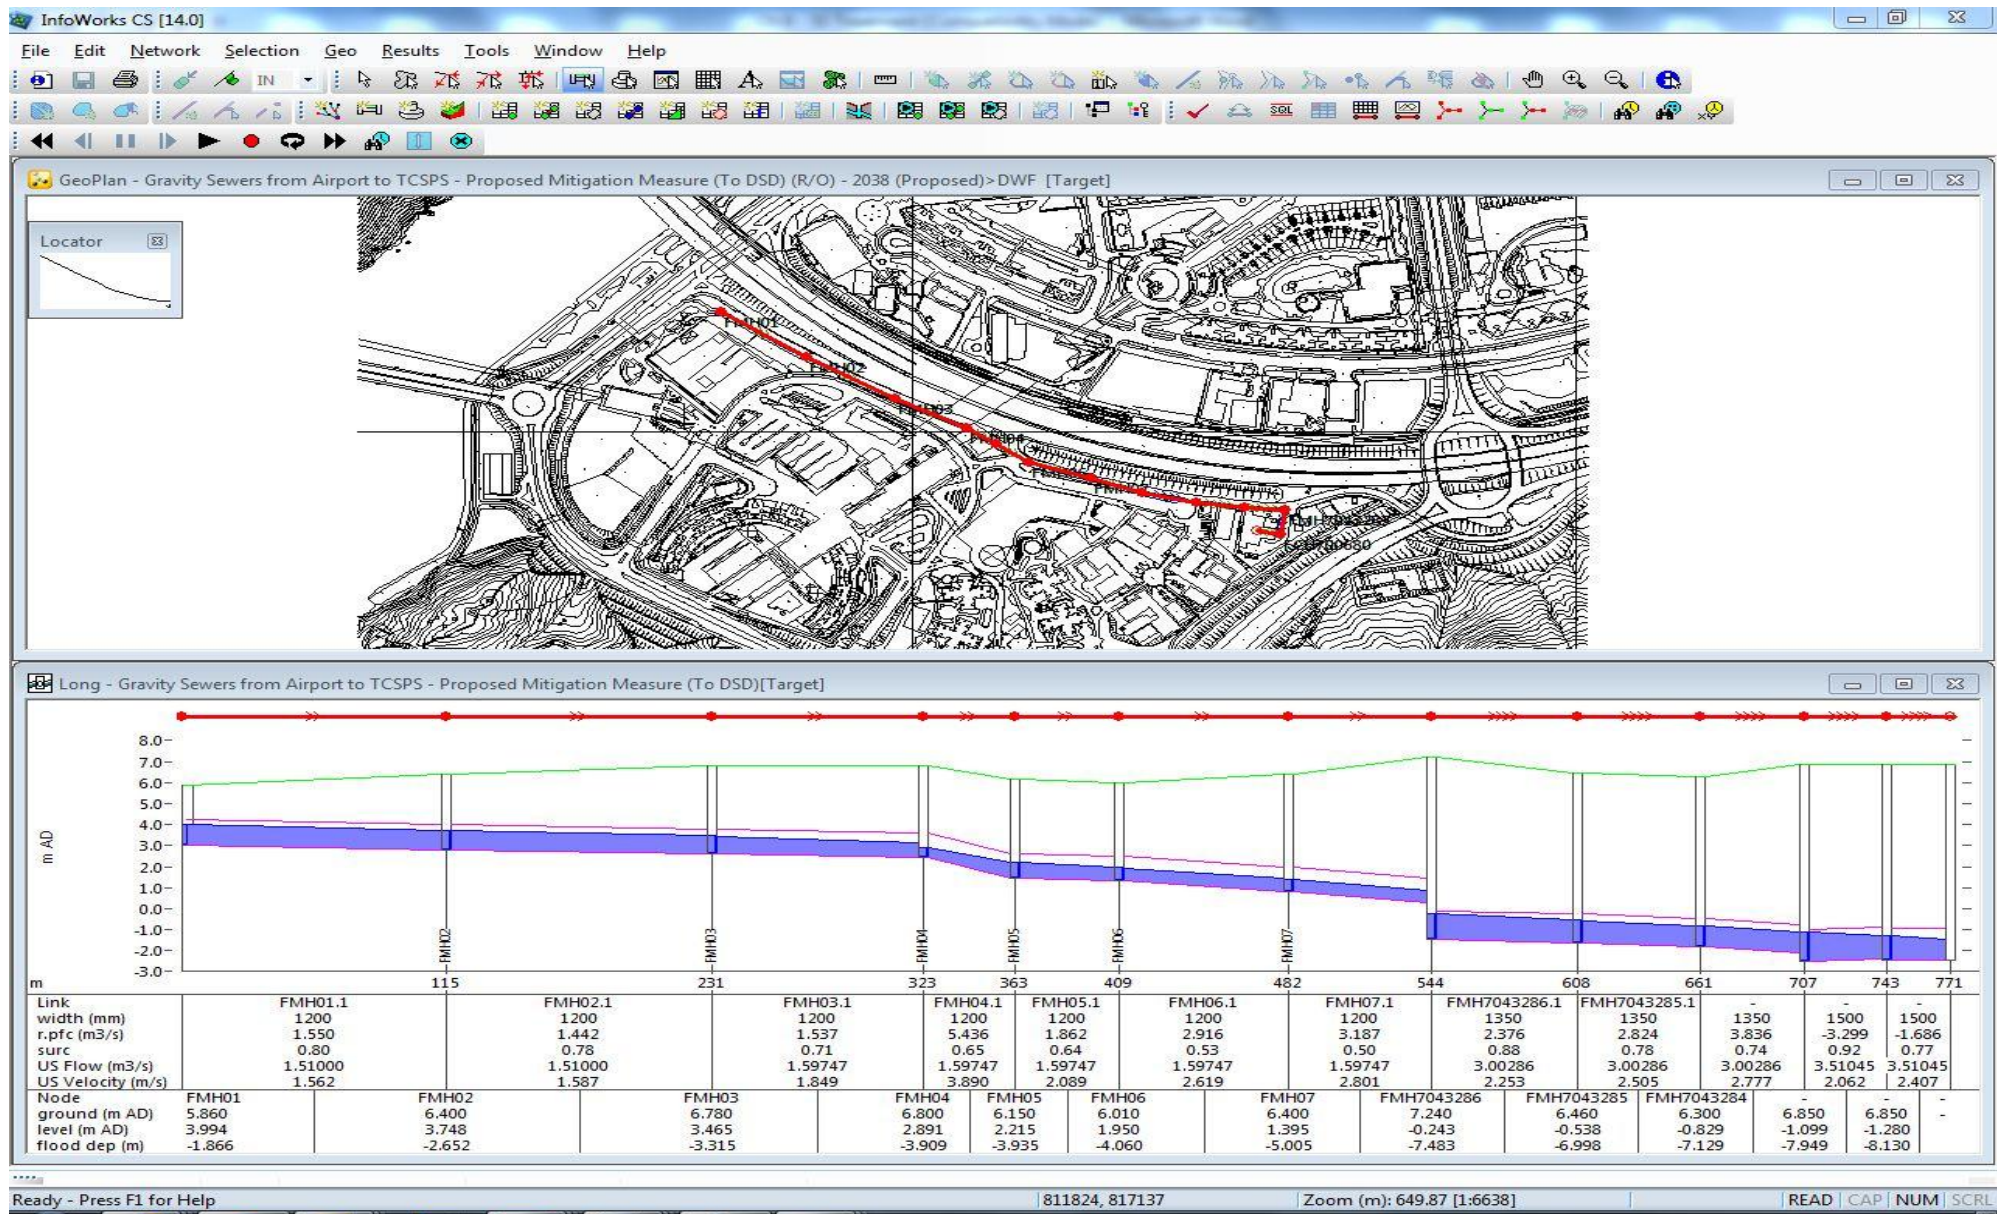 InfoWorks CS [14.0]
File Edit Network Selection Geo Results Tools Window Help
IN
SQL
GeoPlan - Gravity Sewers from Airport to TCSPS - Proposed Mitigation Measure (To DSD) (R/O) - 2038 (Proposed)>DWF [Target]
Locator
FMH01
FMH02
FMH03
Long - Gravity Sewers from Airport to TCSPS - Proposed Mitigation Measure (To DSD)[Target]
8.0
7.0
6.0
5.0
4.0
3.0
2.0
1.0
0.0
-1.0
-2.0
-3.0
m AD
FMH02 FMH03 FMH04 FMH05 FMH06 FMH07
m 115 231 323 363 409 482 544 608 661 707 743 771
Link FMH01.1 FMH02.1 FMH03.1 FMH04.1 FMH05.1 FMH06.1 FMH07.1 FMH7043286.1 FMH7043285.1 - - -
width (mm) 1200 1200 1200 1200 1200 1200 1200 1350 1350 1350 1500 1500
r.pfc (m3/s) 1.550 1.442 1.537 5.436 1.862 2.916 3.187 2.376 2.824 3.836 -3.299 -1.686
surc 0.80 0.78 0.71 0.65 0.64 0.53 0.50 0.88 0.78 0.74 0.92 0.77
US Flow (m3/s) 1.51000 1.51000 1.59747 1.59747 1.59747 1.59747 1.59747 3.00286 3.00286 3.00286 3.51045 3.51045
US Velocity (m/s) 1.562 1.587 1.849 3.890 2.089 2.619 2.801 2.253 2.505 2.777 2.062 2.407
Node FMH01 FMH02 FMH03 FMH04 FMH05 FMH06 FMH07 FMH7043286 FMH7043285 FMH7043284 - - -
ground (m AD) 5.860 6.400 6.780 6.800 6.150 6.010 6.400 7.240 6.460 6.300 6.850 6.850 -
level (m AD) 3.994 3.748 3.465 2.891 2.215 1.950 1.395 -0.243 -0.538 -0.829 -1.099 -1.280
flood dep (m) -1.866 -2.652 -3.315 -3.909 -3.935 -4.060 -5.005 -7.483 -6.998 -7.129 -7.949 -8.130
Ready - Press F1 for Help 811824, 817137 Zoom (m): 649.87 [1:6638] READ CAP NUM SCRL